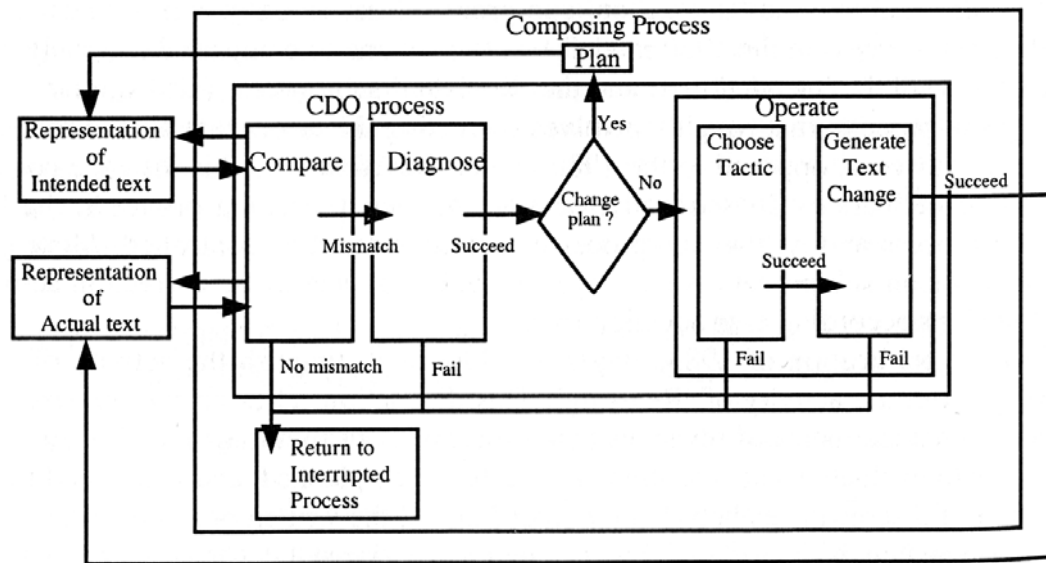 Composing Process
Plan
CDO process
Operate
Yes
Representation
of
Intended text
Compare
Diagnose
Choose
Tactic
Generate
Text
Change
Succeed
No
Change
plan ?
Mismatch
Succeed
Succeed
Representation
of
Actual text
No mismatch
Fail
Fail
Fail
Return to
Interrupted
Process